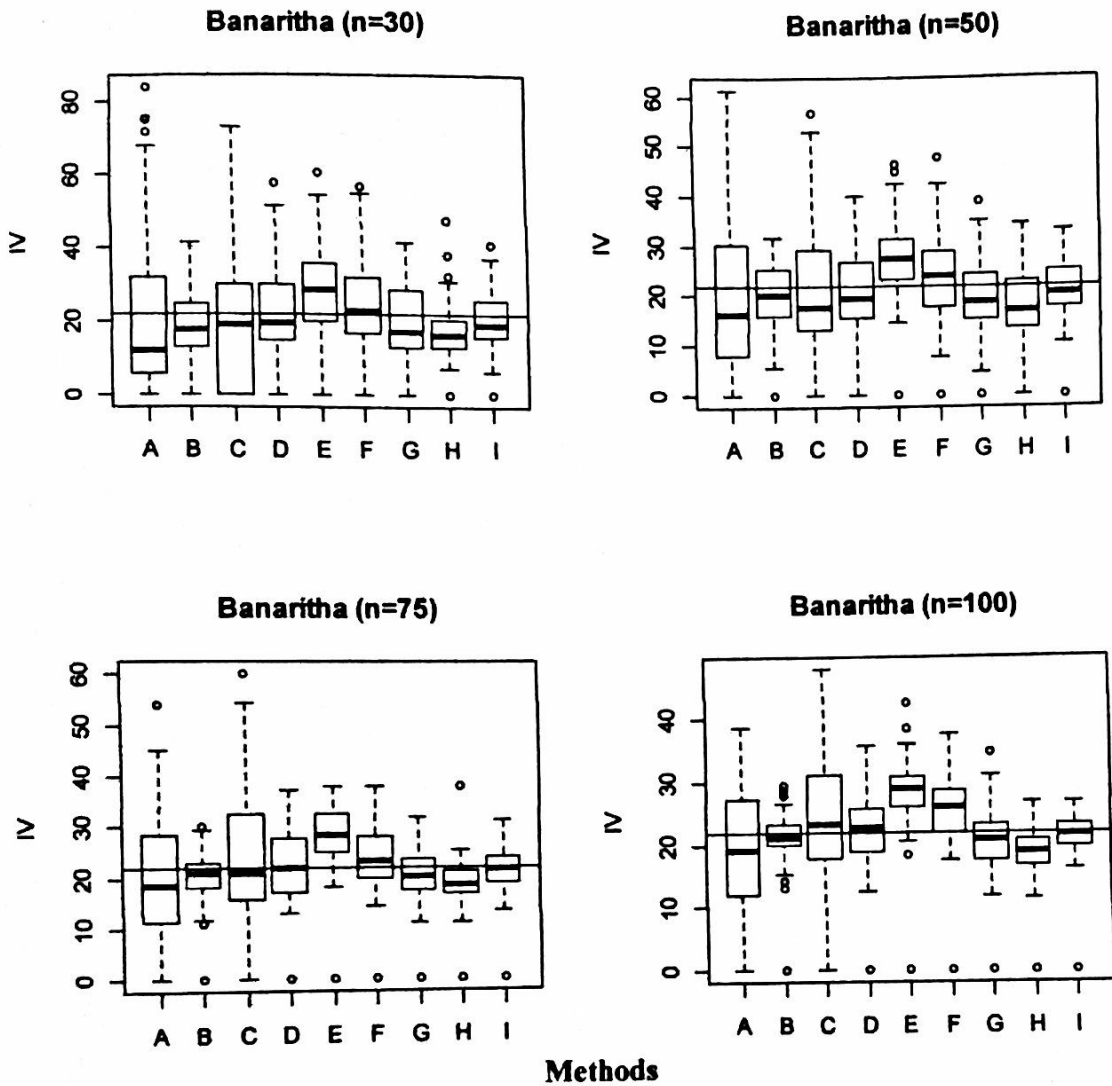 Banaritha (n=30)
IV
0 20 40 60 80
A B C D E F G H I
Banaritha (n=50)
IV
0 10 20 30 40 50 60
A B C D E F G H I
Banaritha (n=75)
IV
0 10 20 30 40 50 60
A B C D E F G H I
Banaritha (n=100)
IV
0 10 20 30 40
A B C D E F G H I
Methods